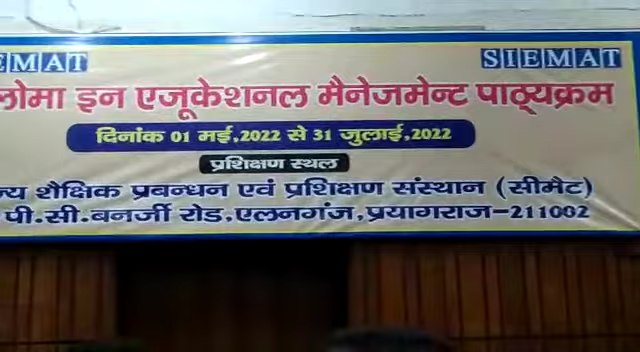 EMAT SIEMAT
लोमा इन एजूकेशनल मैनेजमेन्ट पाठ्यक्रम
दिनांक 01 मई,2022 से 31 जुलाई,2022
प्रशिक्षण स्थल
ज्य शैक्षिक प्रबन्धन एवं प्रशिक्षण संस्थान (सीमैट)
पी.सी.बनर्जी रोड.एलनगंज,प्रयागराज-211002